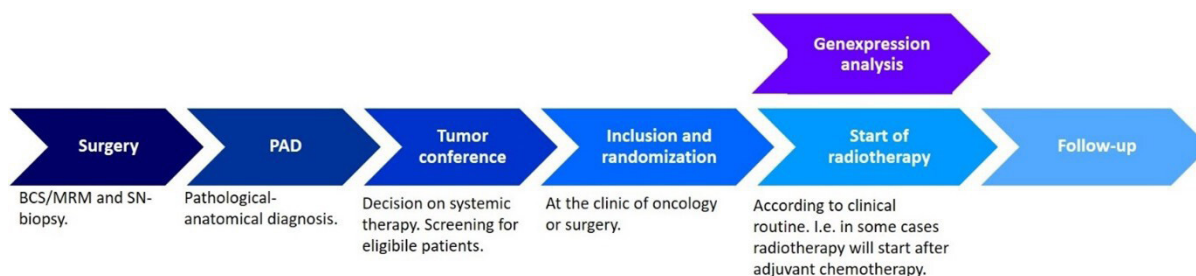 Genexpression
analysis
Surgery
PAD
Tumor
conference
Inclusion and
randomization
Start of
radiotherapy
Follow-up
BCS/MRM and SN-
biopsy.
Pathological-
anatomical diagnosis.
Decision on systemic
therapy. Screening for
eligibile patients.
At the clinic of oncology
or surgery.
According to clinical
routine. I.e. in some cases
radiotherapy will start after
adjuvant chemotherapy.